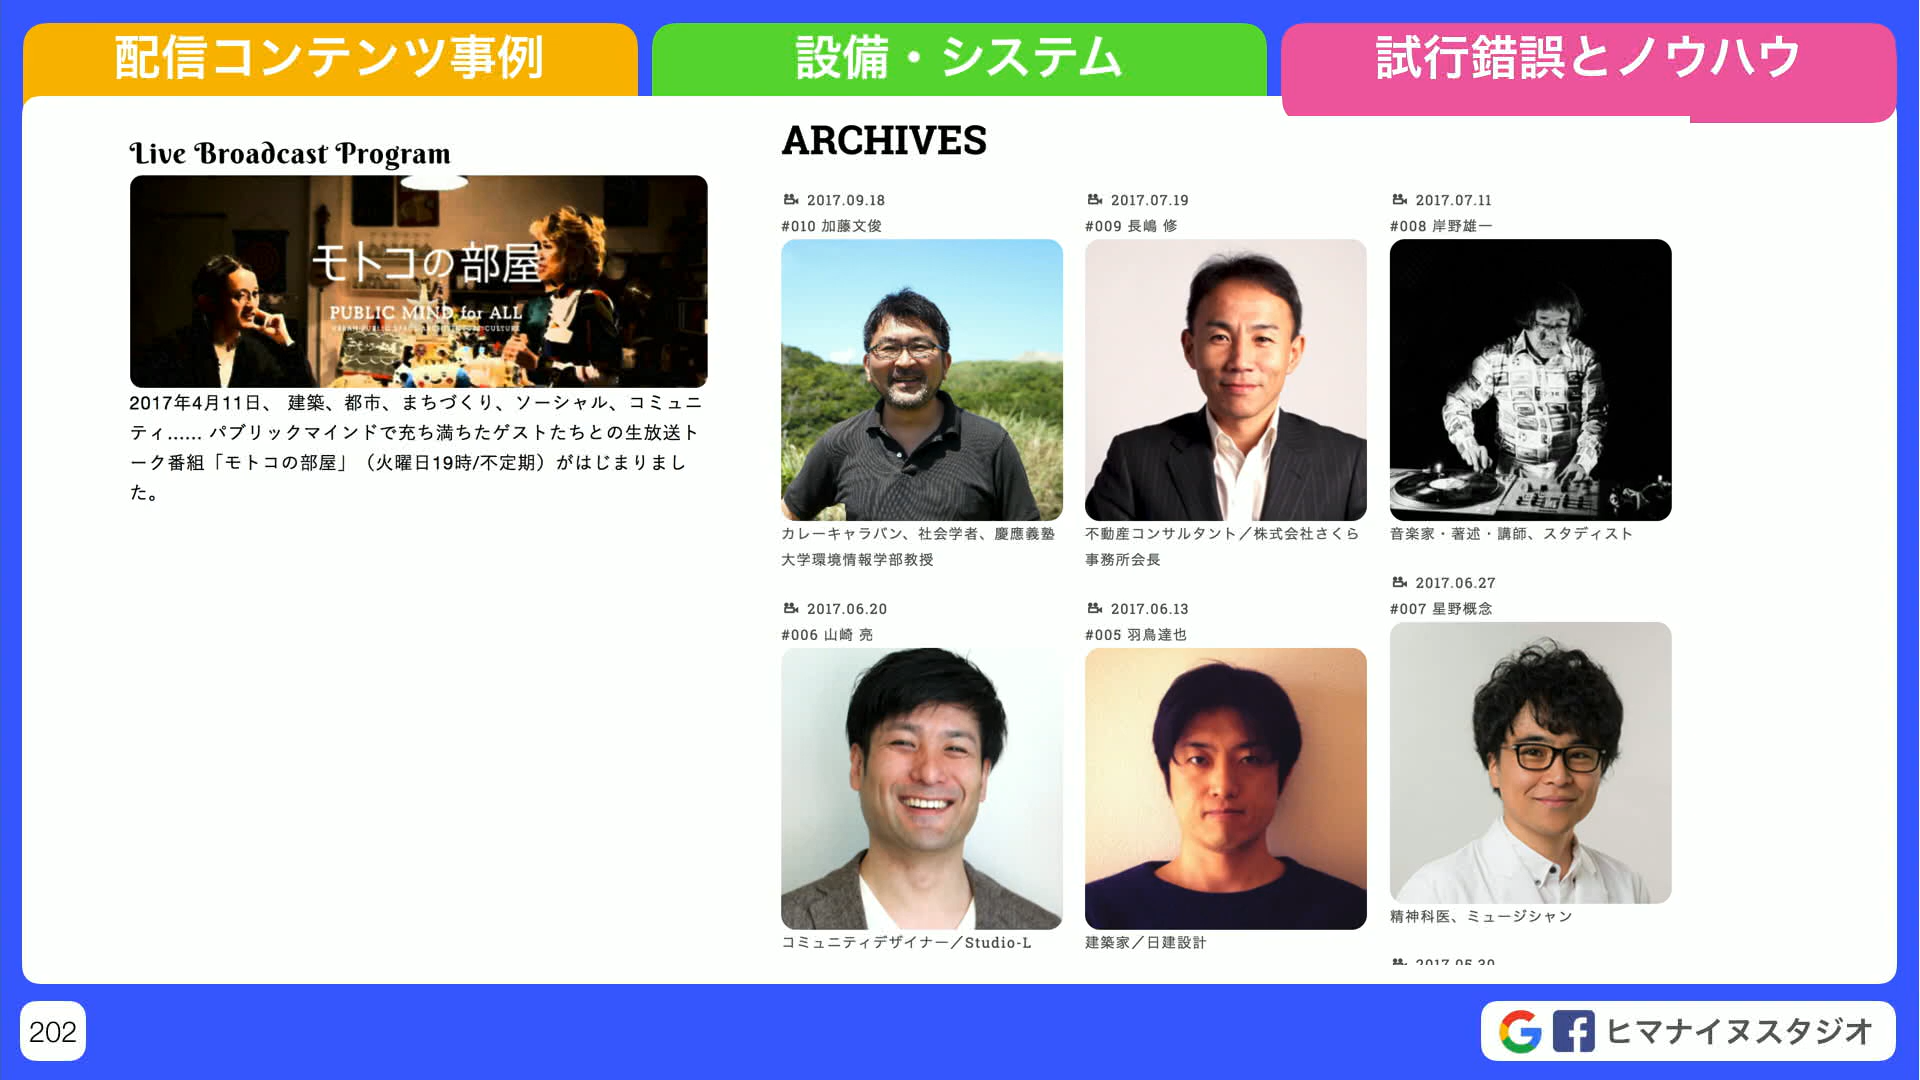 配信コンテンツ事例
設備・システム
試行錯誤とノウハウ
Live Broadcast Program
モトコの部屋
PUBLIC MIND for ALL
2017年4月11日、 建築、都市、まちづくり、ソーシャル、コミュニ
ティ…… パブリックマインドで充ち満ちたゲストたちとの生放送ト
ーク番組「モトコの部屋」（火曜日19時/不定期）がはじまりまし
た。
ARCHIVES
2017.09.18
#010 加藤文俊
カレーキャラバン、社会学者、慶應義塾
大学環境情報学部教授
2017.07.19
#009 長嶋 修
不動産コンサルタント／株式会社さくら
事務所会長
2017.07.11
#008 岸野雄一
音楽家・著述・講師、スタディスト
2017.06.20
#006 山崎 亮
コミュニティデザイナー／Studio-L
2017.06.13
#005 羽鳥達也
建築家／日建設計
2017.06.27
#007 星野概念
精神科医、ミュージシャン
2017.05.30
202
ヒマナイヌスタジオ